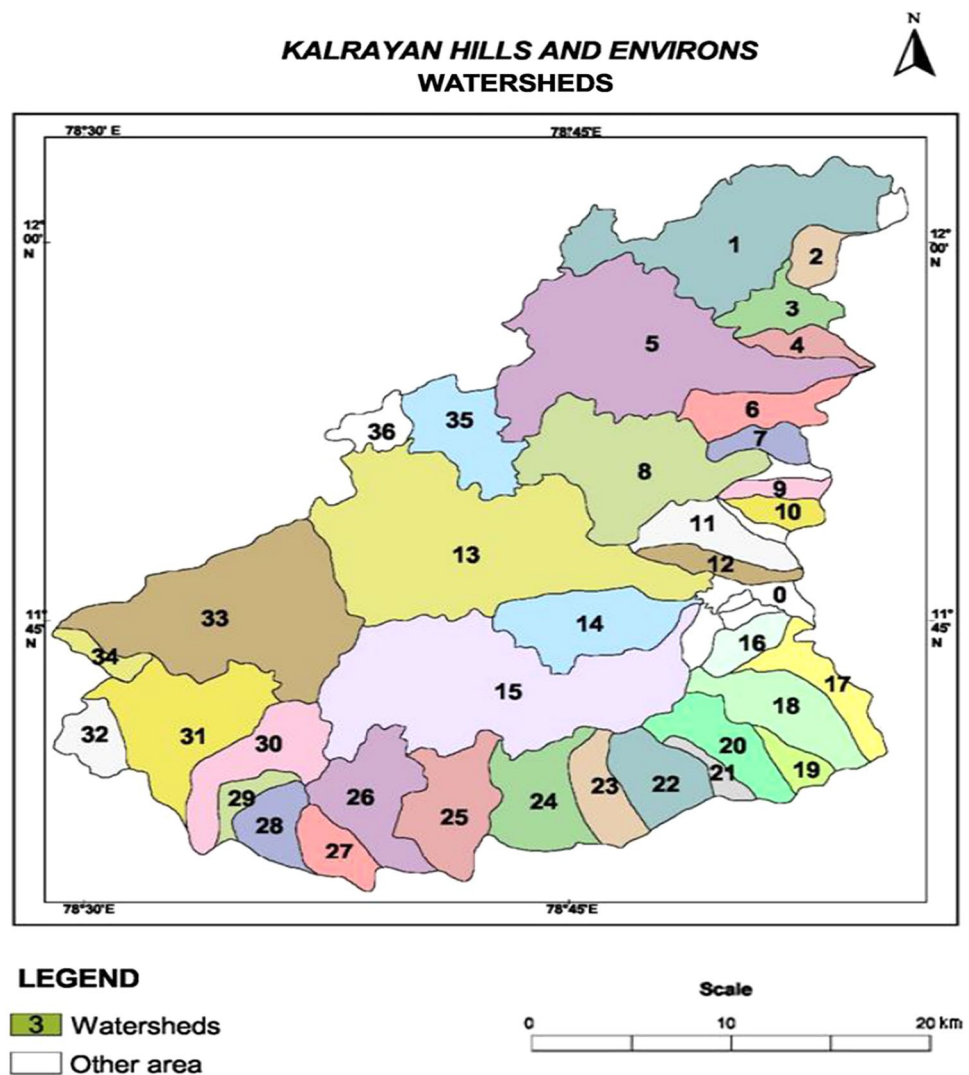 N
KALRAYAN HILLS AND ENVIRONS
WATERSHEDS
78°30' E
78°45'E
12°
00'
N
12°
00'
N
1
2
3
4
5
6
7
35
36
8
9
10
11
12
13
0
14
33
11°
45'
N
11°
45'
N
34
16
17
15
18
32
31
30
20
19
21
29
28
26
27
25
24
23
22
78°30' E
78°45'E
LEGEND
3 Watersheds
Other area
Scale
0 10 20 km